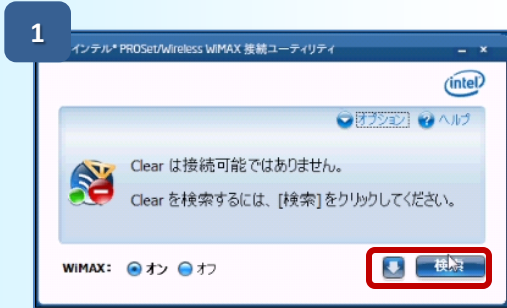 1
インテル® PROSet/Wireless WiMAX 接続ユーティリティ
intel
オプション ヘルプ
Clear は接続可能ではありません。
Clear を検索するには、[検索]をクリックしてください。
WiMAX: オン オフ 検索